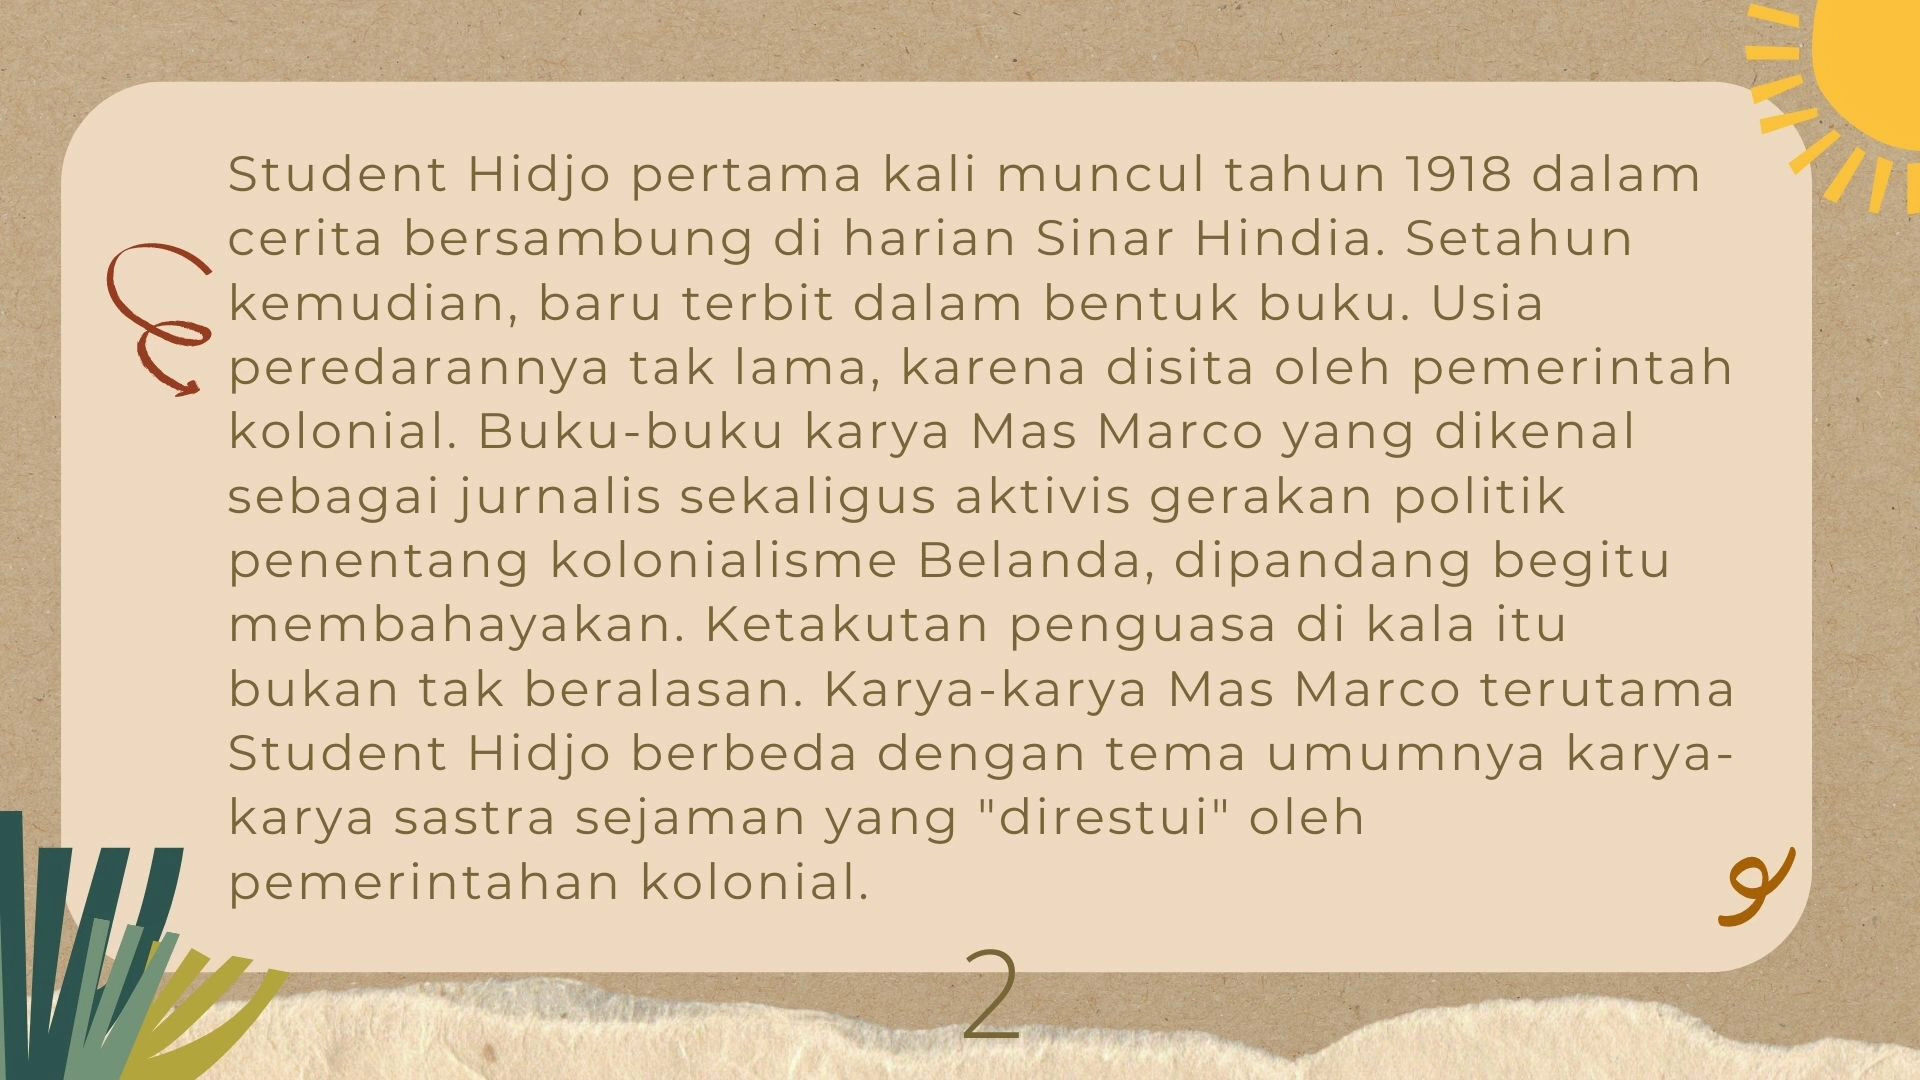 Student Hidjo pertama kali muncul tahun 1918 dalam
cerita bersambung di harian Sinar Hindia. Setahun
kemudian, baru terbit dalam bentuk buku. Usia
peredarannya tak lama, karena disita oleh pemerintah
kolonial. Buku-buku karya Mas Marco yang dikenal
sebagai jurnalis sekaligus aktivis gerakan politik
penentang kolonialisme Belanda, dipandang begitu
membahayakan. Ketakutan penguasa di kala itu
bukan tak beralasan. Karya-karya Mas Marco terutama
Student Hidjo berbeda dengan tema umumnya karya-
karya sastra sejaman yang "direstui" oleh
pemerintahan kolonial.
2